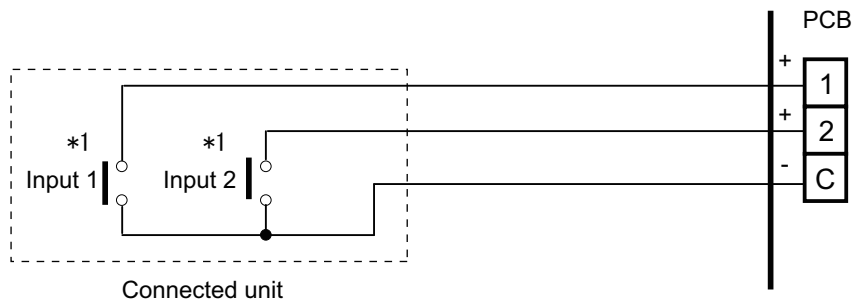 PCB
+
1
+
2
-
C
*1
*1
Input 1
Input 2
Connected unit